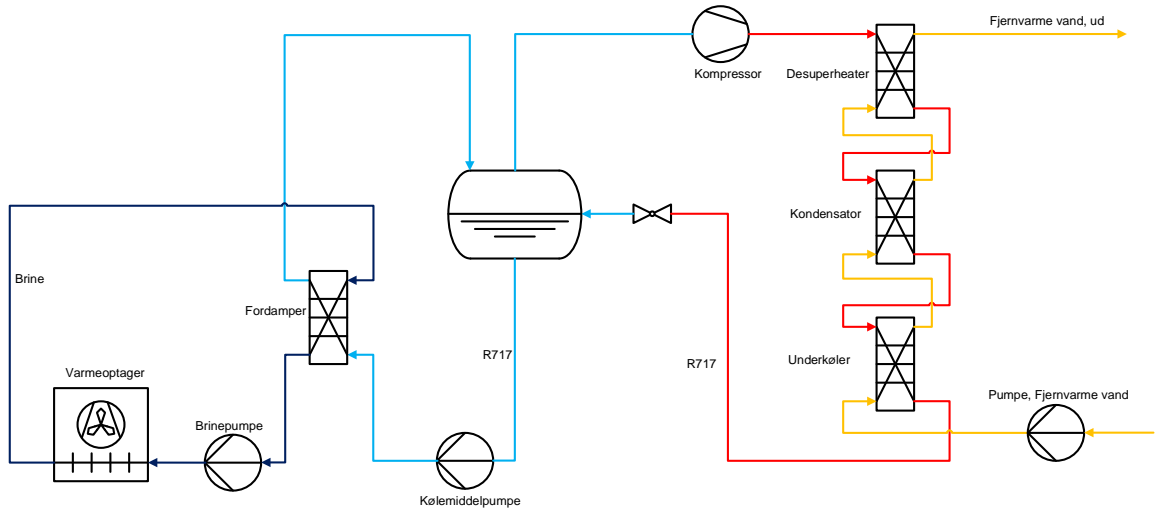 Fjernvarme vand, ud
Kompressor
Desuperheater
Kondensator
Brine
Fordamper
R717
R717
Underkøler
Varmeoptager
Pumpe, Fjernvarme vand
Brinepumpe
Kølemiddelpumpe